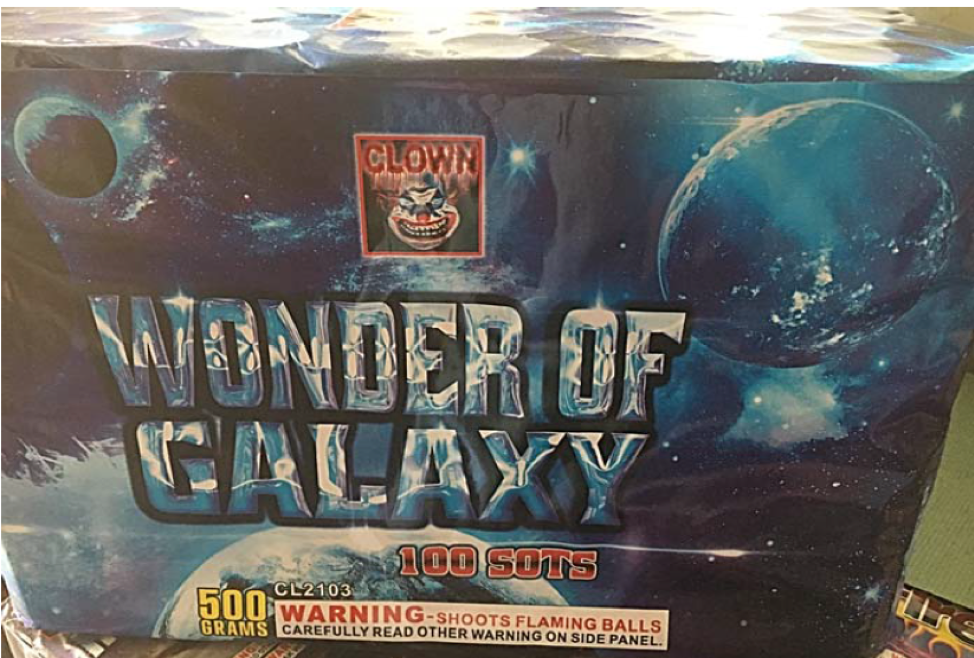 CLOWN
WONDER OF
GALAXY
100 SOTS
CL2103
500
GRAMS
WARNING-SHOOTS FLAMING BALLS
CAREFULLY READ OTHER WARNING ON SIDE PANEL.